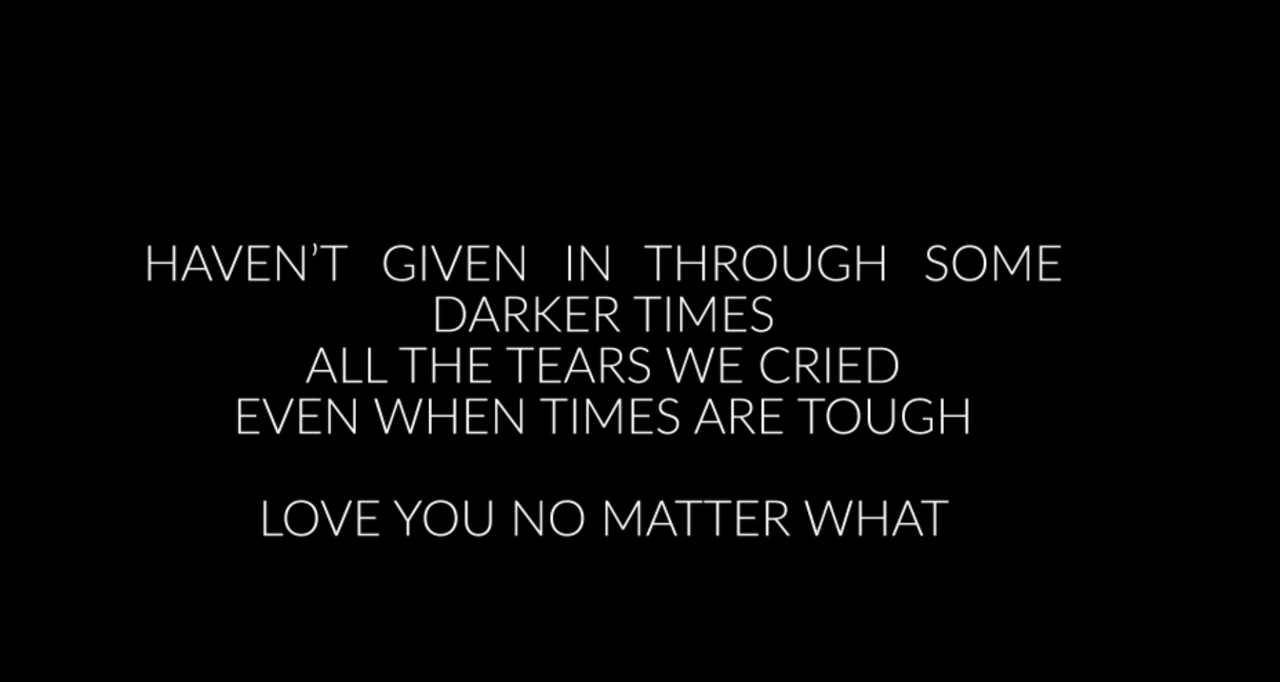 HAVEN’T GIVEN IN THROUGH SOME
DARKER TIMES
ALL THE TEARS WE CRIED
EVEN WHEN TIMES ARE TOUGH
LOVE YOU NO MATTER WHAT